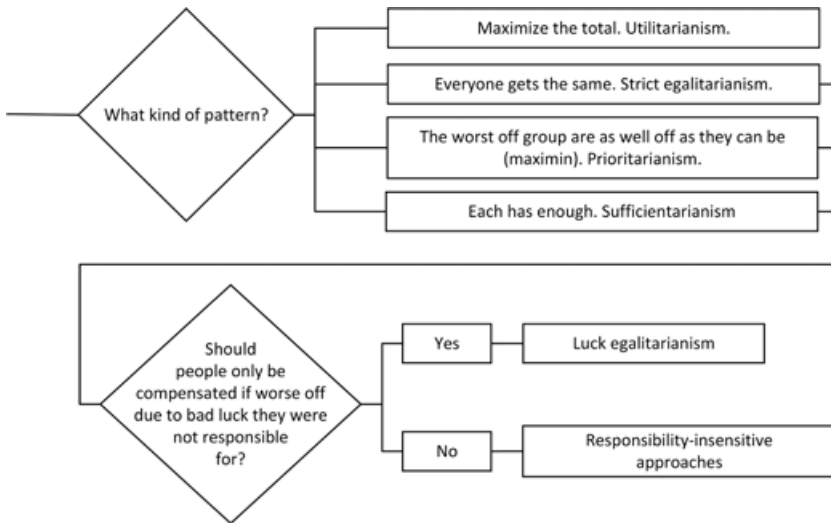 Maximize the total. Utilitarianism.
What kind of pattern?
Everyone gets the same. Strict egalitarianism.
The worst off group are as well off as they can be
(maximin). Prioritarianism.
Each has enough. Sufficientarianism
Should
people only be
compensated if worse off
due to bad luck they were
not responsible
for?
Yes
Luck egalitarianism
No
Responsibility-insensitive
approaches